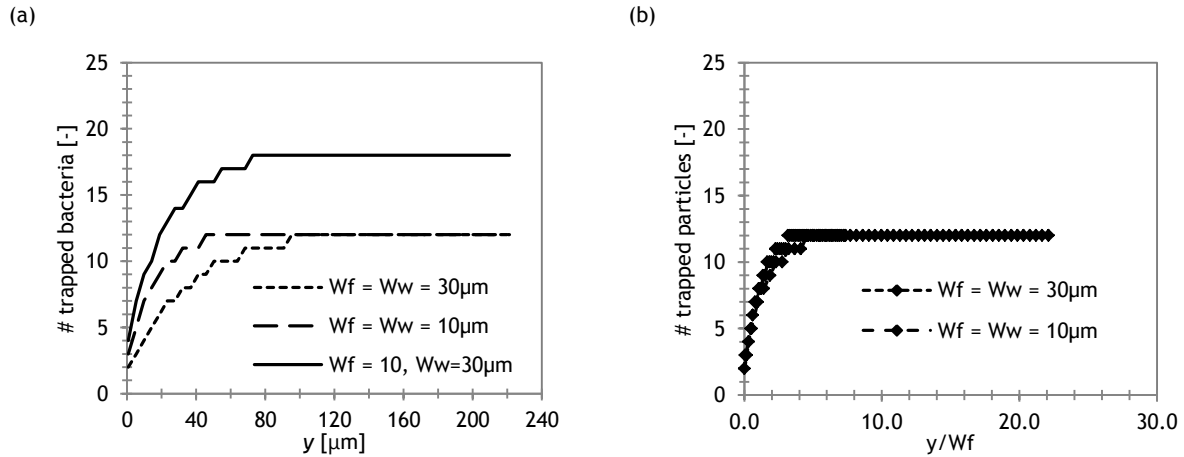 (a)
25
20
15
10
5
0
# trapped bacteria [-]
Wf = Ww = 30µm
Wf = Ww = 10µm
Wf = 10, Ww=30µm
0 40 80 120 160 200 240
y [µm]
(b)
25
20
15
10
5
0
# trapped particles [-]
Wf = Ww = 30µm
Wf = Ww = 10µm
0.0 10.0 20.0 30.0
y/Wf